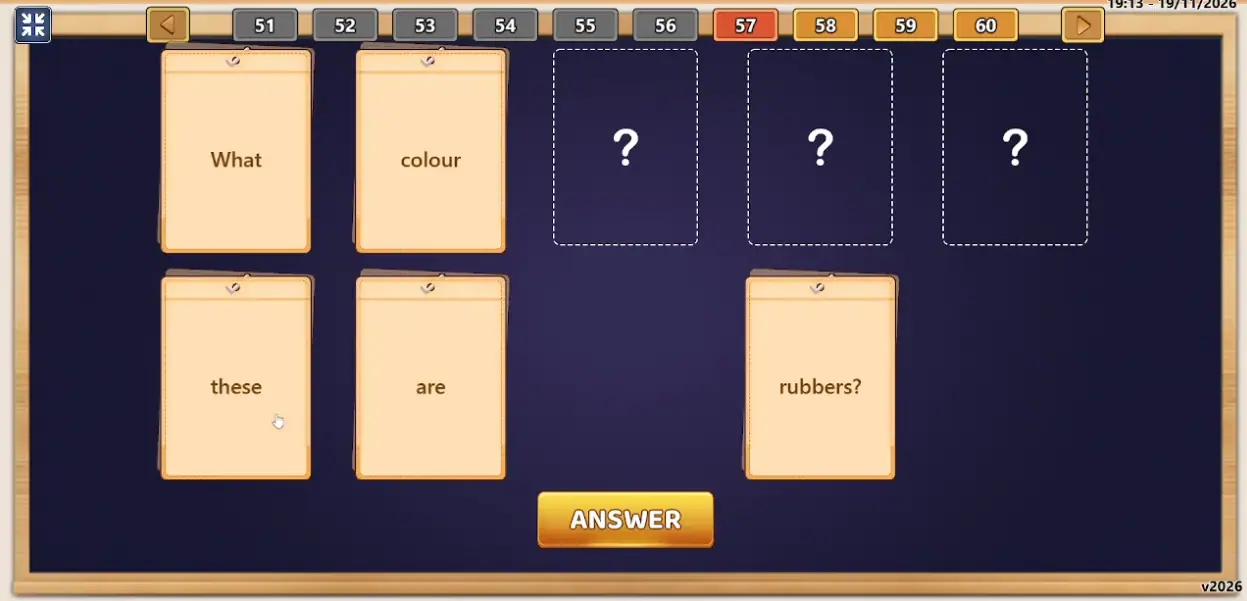 19:13 - 19/11/2026
51 52 53 54 55 56 57 58 59 60
What colour ? ? ?
these are rubbers?
ANSWER
v2026